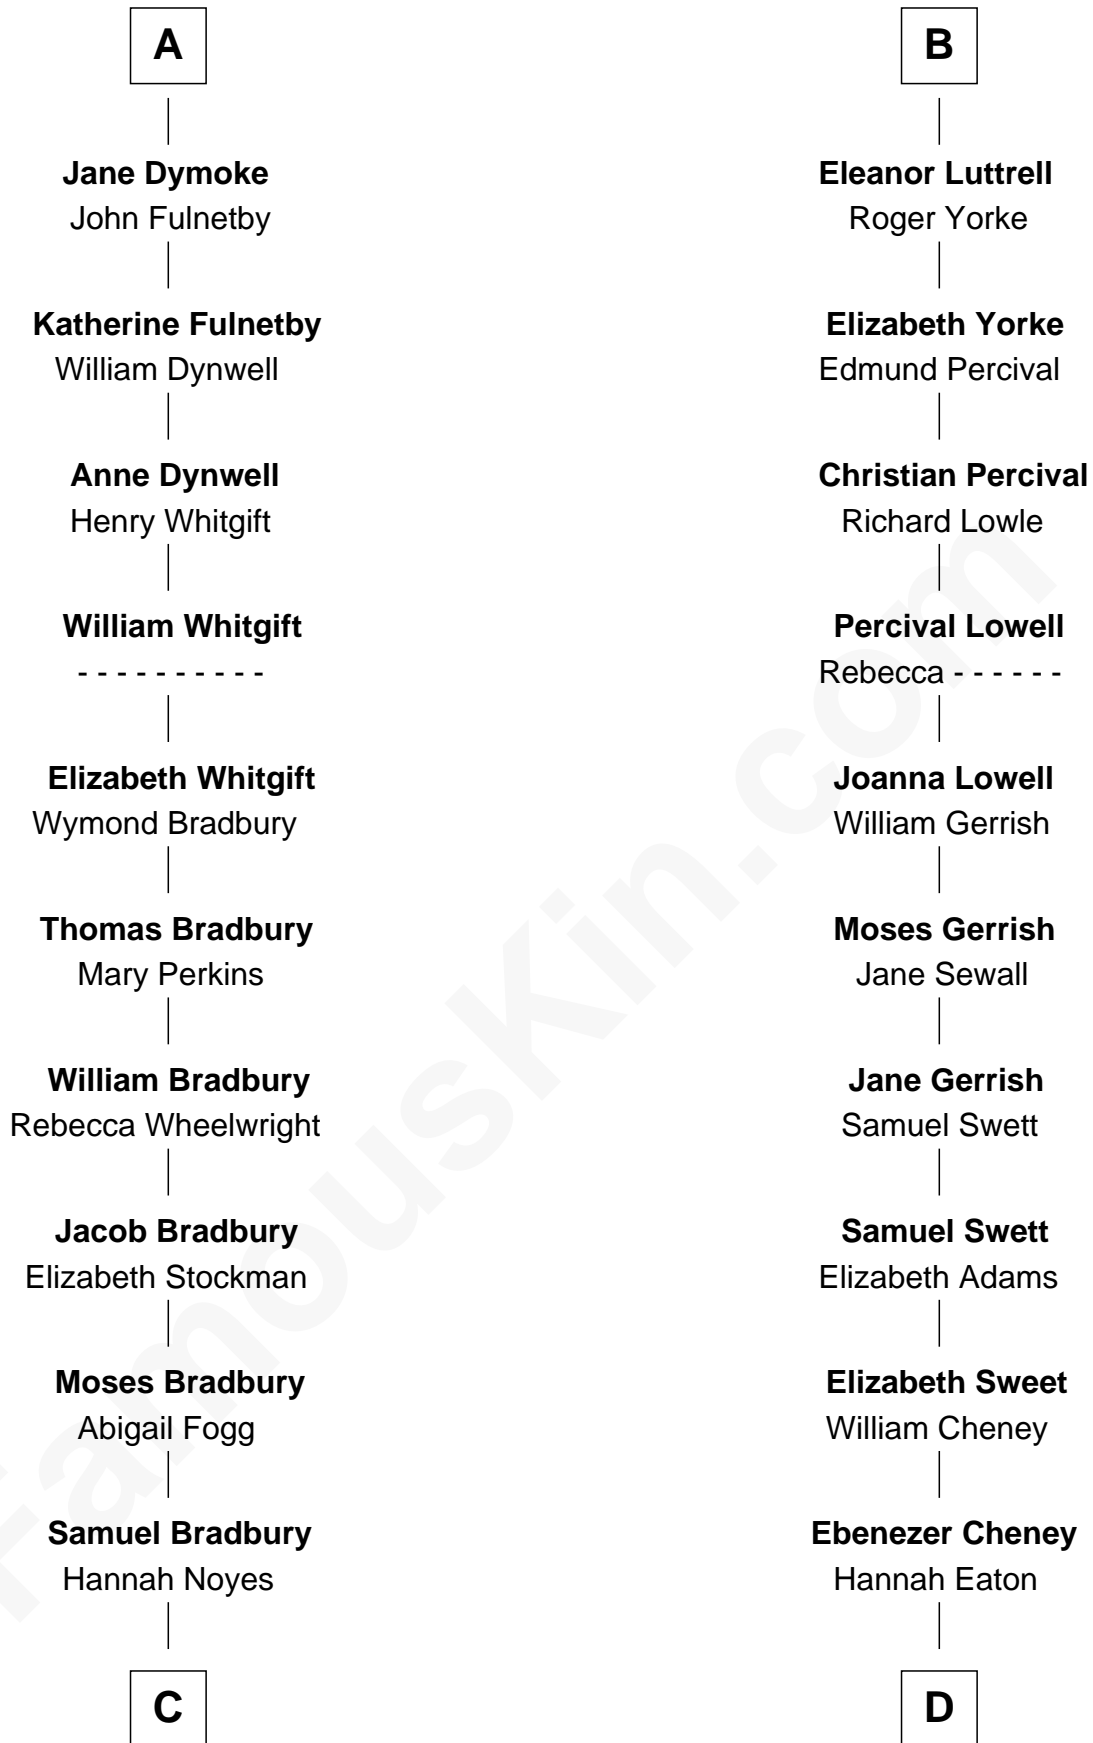 A
Jane Dymoke
John Fulnetby
Katherine Fulnetby
William Dynwell
Anne Dynwell
Henry Whitgift
William Whitgift
- - - - - - - - - -
Elizabeth Whitgift
Wymond Bradbury
Thomas Bradbury
Mary Perkins
William Bradbury
Rebecca Wheelwright
Jacob Bradbury
Elizabeth Stockman
Moses Bradbury
Abigail Fogg
Samuel Bradbury
Hannah Noyes
C
B
Eleanor Luttrell
Roger Yorke
Elizabeth Yorke
Edmund Percival
Christian Percival
Richard Lowle
Percival Lowell
Rebecca - - - - - -
Joanna Lowell
William Gerrish
Moses Gerrish
Jane Sewall
Jane Gerrish
Samuel Swett
Samuel Swett
Elizabeth Adams
Elizabeth Sweet
William Cheney
Ebenezer Cheney
Hannah Eaton
D
FamousKin.com